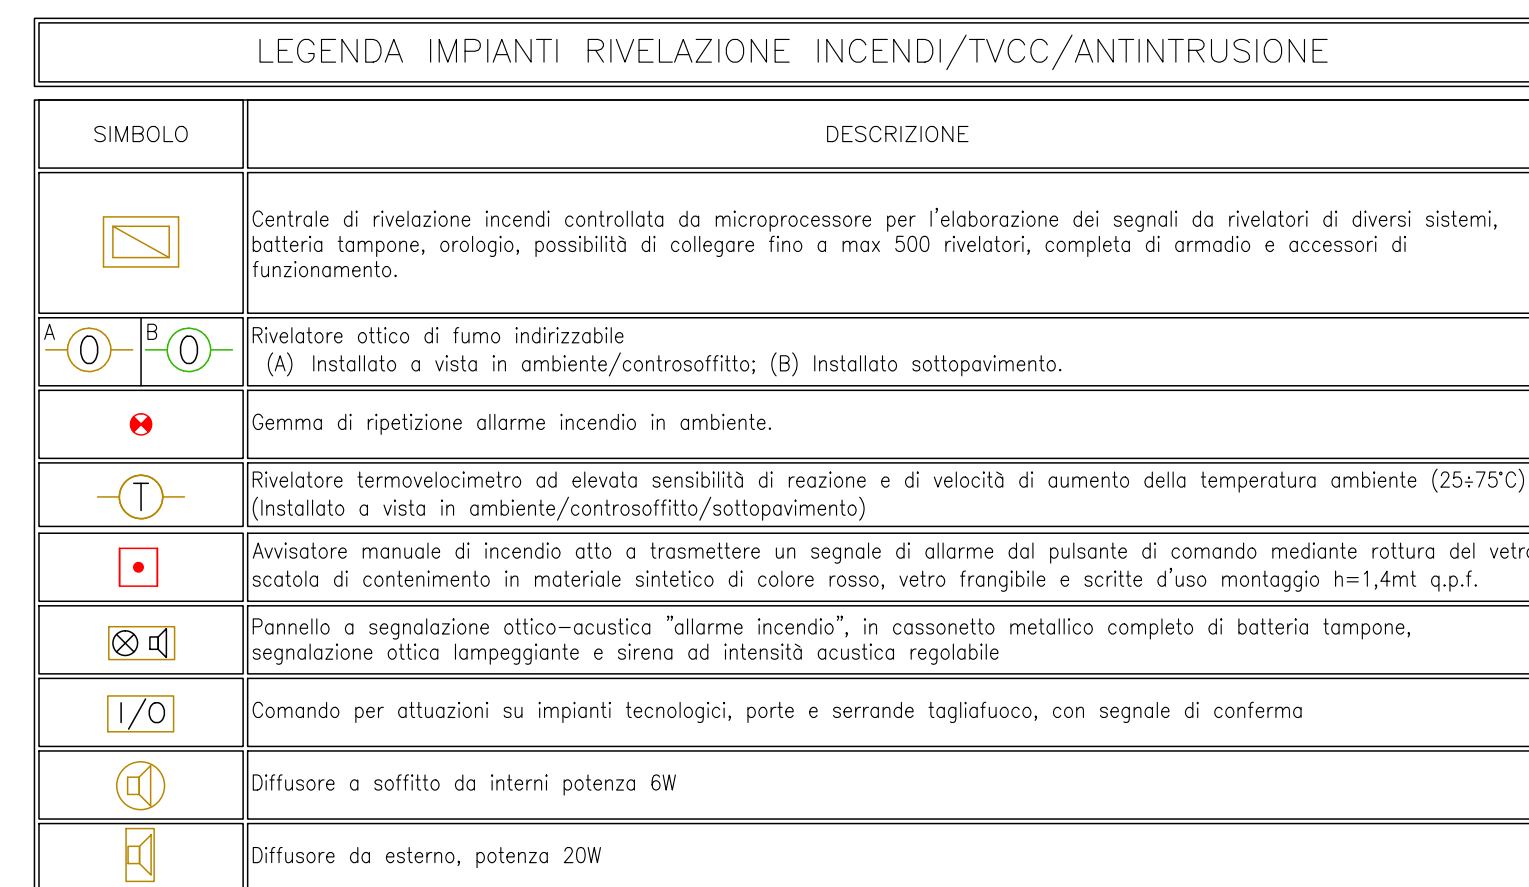 LEGENDA IMPIANTI RIVELAZIONE INCENDI/TVCC/ANTINTRUSIONE
SIMBOLO
DESCRIZIONE
Centrale di rivelazione incendi controllata da microprocessore per l'elaborazione dei segnali da rivelatori di diversi sistemi,
batteria tampone, orologio, possibilità di collegare fino a max 500 rivelatori, completa di armadio e accessori di
funzionamento.
A O B O
Rivelatore ottico di fumo indirizzabile
(A) Installato a vista in ambiente/controsoffitto; (B) Installato sottopavimento.
Gemma di ripetizione allarme incendio in ambiente.
T
Rivelatore termovelocimetro ad elevata sensibilità di reazione e di velocità di aumento della temperatura ambiente (25÷75°C)
(Installato a vista in ambiente/controsoffitto/sottopavimento)
Avvisatore manuale di incendio atto a trasmettere un segnale di allarme dal pulsante di comando mediante rottura del vetro
scatola di contenimento in materiale sintetico di colore rosso, vetro frangibile e scritte d'uso montaggio h=1,4mt q.p.f.
Pannello a segnalazione ottico-acustica "allarme incendio", in cassonetto metallico completo di batteria tampone,
segnalazione ottica lampeggiante e sirena ad intensità acustica regolabile
I/O
Comando per attuazioni su impianti tecnologici, porte e serrande tagliafuoco, con segnale di conferma
Diffusore a soffitto da interni potenza 6W
Diffusore da esterno, potenza 20W